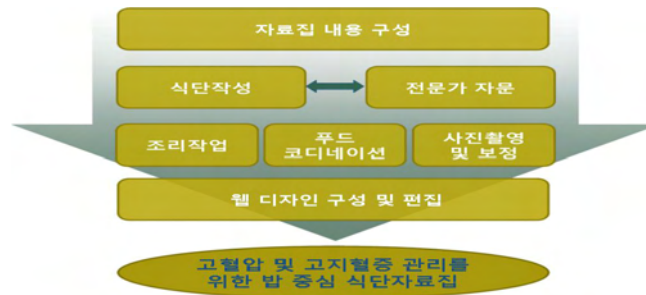 자료집 내용 구성
식단작성
전문가 자문
조리작업
푸드
코디네이션
사진촬영
및 보정
웹 디자인 구성 및 편집
고혈압 및 고지혈증 관리를
위한 밥 중심 식단자료집